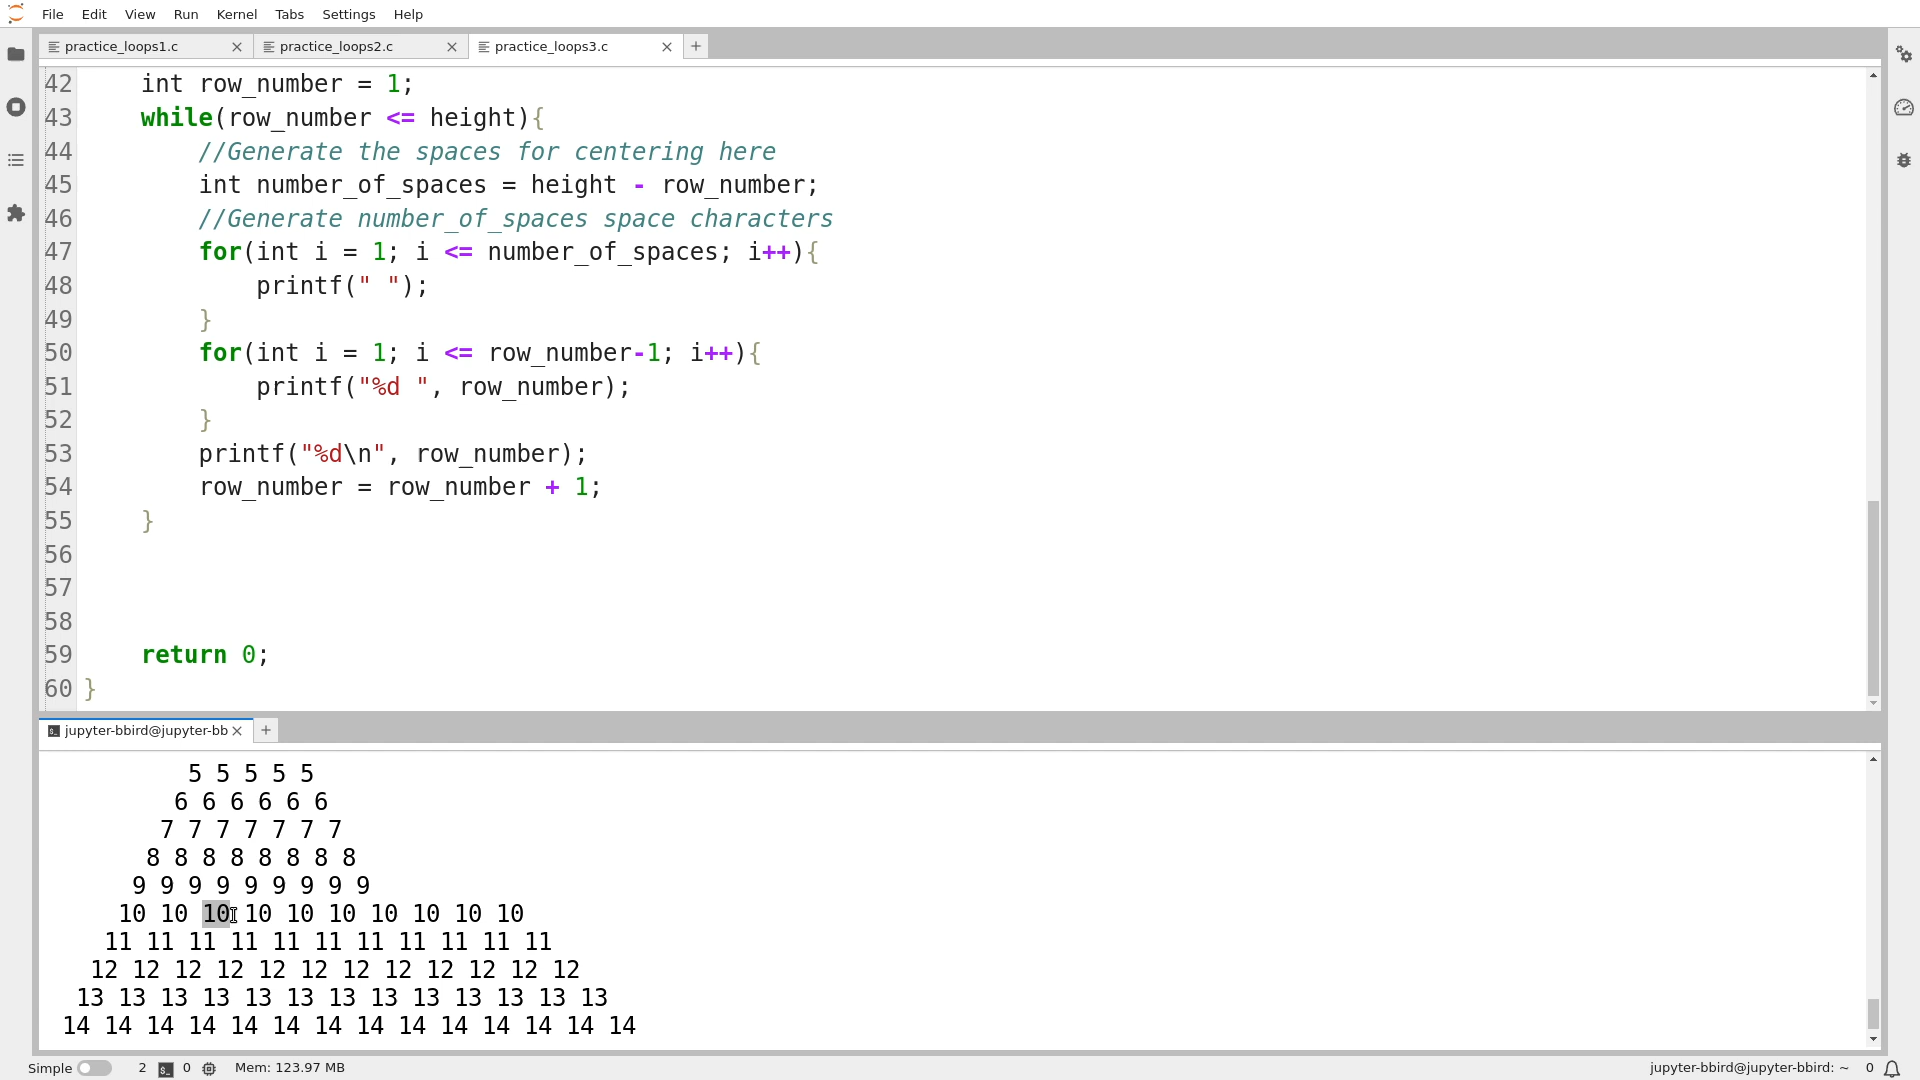 File Edit View Run Kernel Tabs Settings Help
practice_loops1.c practice_loops2.c practice_loops3.c
42 int row_number = 1;
43 while(row_number <= height){
44 //Generate the spaces for centering here
45 int number_of_spaces = height - row_number;
46 //Generate number_of_spaces space characters
47 for(int i = 1; i <= number_of_spaces; i++){
48 printf(" ");
49 }
50 for(int i = 1; i <= row_number-1; i++){
51 printf("%d ", row_number);
52 }
53 printf("%d\n", row_number);
54 row_number = row_number + 1;
55 }
56
57
58
59 return 0;
60 }
jupyter-bbird@jupyter-bb
5 5 5 5 5
6 6 6 6 6 6
7 7 7 7 7 7 7
8 8 8 8 8 8 8 8
9 9 9 9 9 9 9 9 9
10 10 10 10 10 10 10 10 10 10
11 11 11 11 11 11 11 11 11 11 11
12 12 12 12 12 12 12 12 12 12 12 12
13 13 13 13 13 13 13 13 13 13 13 13 13
14 14 14 14 14 14 14 14 14 14 14 14 14 14
Simple 2 0 Mem: 123.97 MB jupyter-bbird@jupyter-bbird: ~ 0